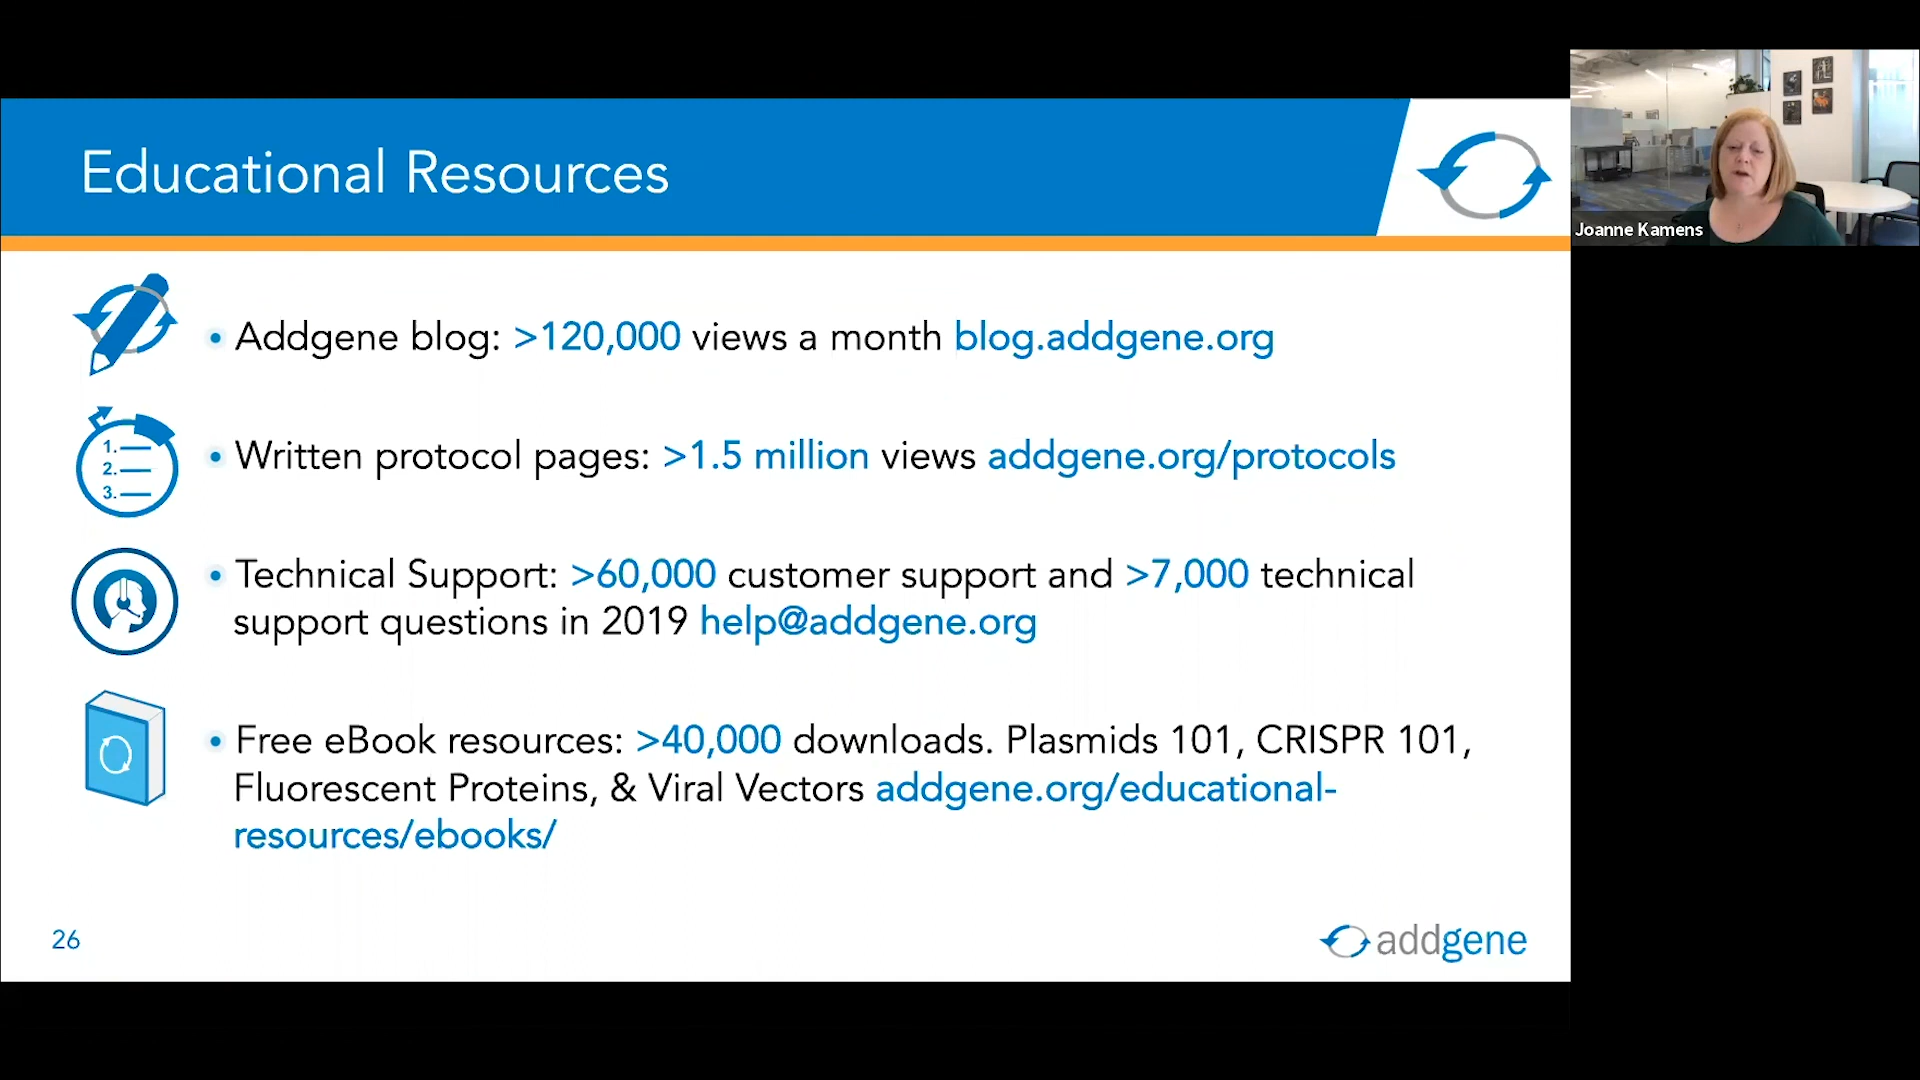 Educational Resources
Joanne Kamens
• Addgene blog: >120,000 views a month blog.addgene.org
1.
2.
3.
• Written protocol pages: >1.5 million views addgene.org/protocols
• Technical Support: >60,000 customer support and >7,000 technical
support questions in 2019 help@addgene.org
• Free eBook resources: >40,000 downloads. Plasmids 101, CRISPR 101,
Fluorescent Proteins, & Viral Vectors addgene.org/educational-
resources/ebooks/
26
addgene